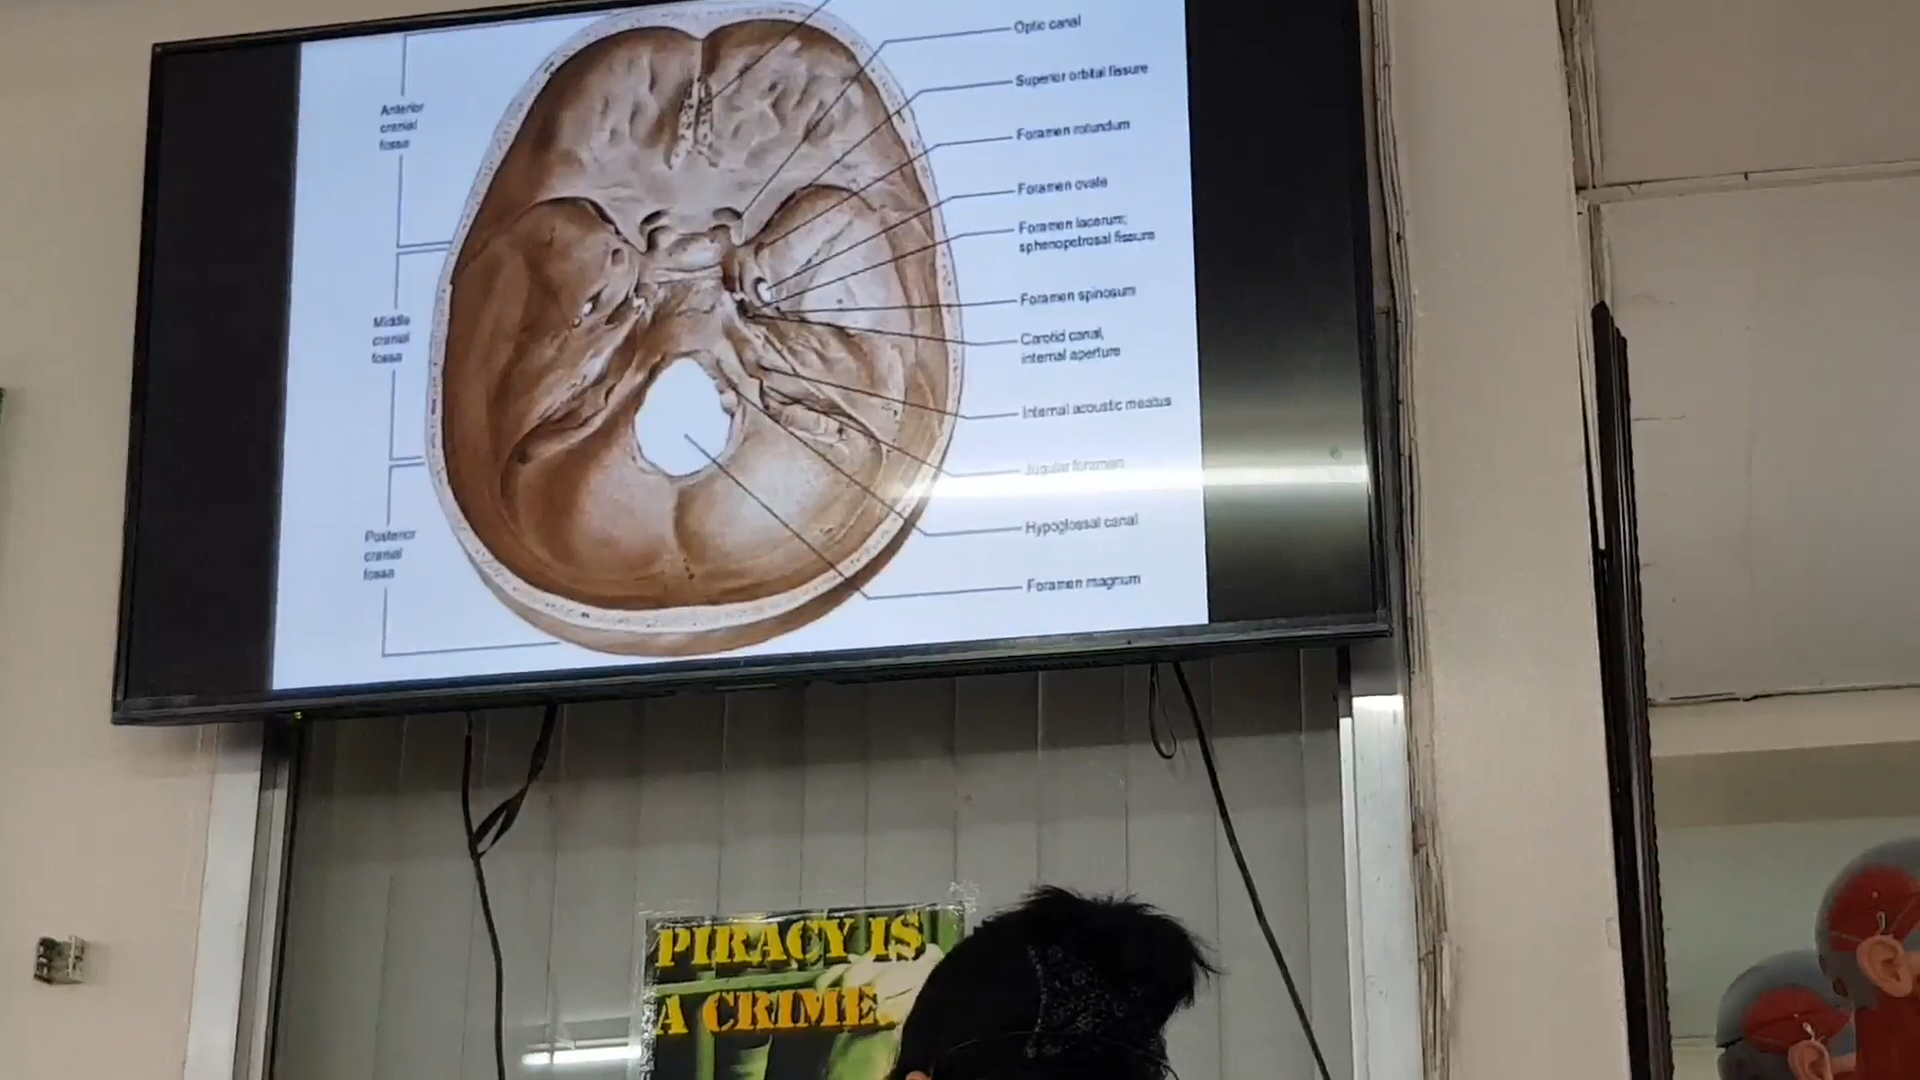 Anterior
cranial
fossa
Middle
cranial
fossa
Posterior
cranial
fossa
Optic canal
Superior orbital fissure
Foramen rotundum
Foramen ovale
Foramen lacerum;
sphenopetrosal fissure
Foramen spinosum
Carotid canal,
internal aperture
Internal acoustic meatus
Jugular foramen
Hypoglossal canal
Foramen magnum
PIRACY IS
A CRIME